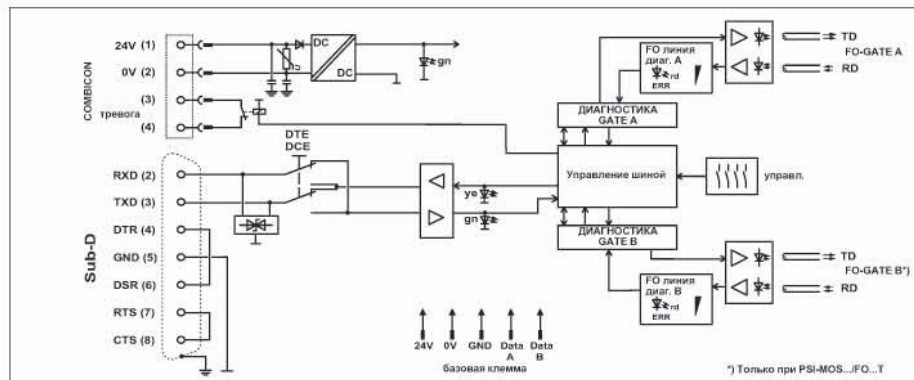 COMBICON
24V (1)
0V (2)
(3)
тревога
(4)
DC
DC
gn
DTE
DCE
Sub-D
RXD (2)
TXD (3)
DTR (4)
GND (5)
DSR (6)
RTS (7)
CTS (8)
ye
gn
FO линия
диаг. A
rd
ERR
TD
FO-GATE A
RD
ДИАГНОСТИКА
GATE A
Управление шиной
управл.
ДИАГНОСТИКА
GATE B
FO линия
диаг. B
rd
ERR
TD
FO-GATE B*)
RD
24V
0V
GND
Data
A
Data
B
базовая клемма
*) Только при PSI-MOS.../FO...T